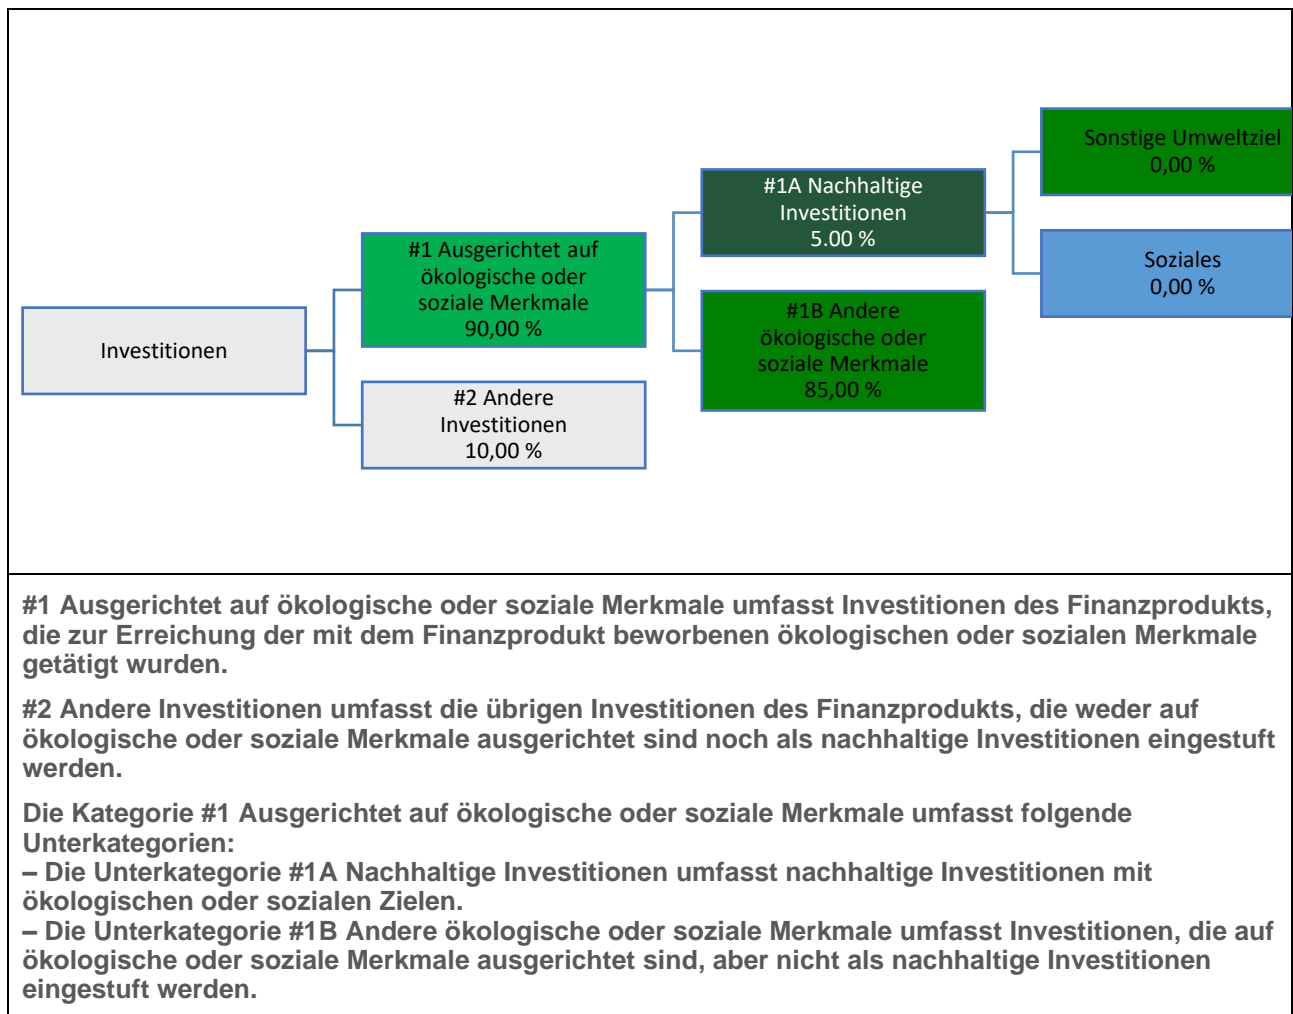 Investitionen
#1 Ausgerichtet auf
ökologische oder
soziale Merkmale
90,00 %
#2 Andere
Investitionen
10,00 %
#1A Nachhaltige
Investitionen
5.00 %
#1B Andere
ökologische oder
soziale Merkmale
85,00 %
Sonstige Umweltziel
0,00 %
Soziales
0,00 %
#1 Ausgerichtet auf ökologische oder soziale Merkmale umfasst Investitionen des Finanzprodukts,
die zur Erreichung der mit dem Finanzprodukt beworbenen ökologischen oder sozialen Merkmale
getätigt wurden.
#2 Andere Investitionen umfasst die übrigen Investitionen des Finanzprodukts, die weder auf
ökologische oder soziale Merkmale ausgerichtet sind noch als nachhaltige Investitionen eingestuft
werden.
Die Kategorie #1 Ausgerichtet auf ökologische oder soziale Merkmale umfasst folgende
Unterkategorien:
– Die Unterkategorie #1A Nachhaltige Investitionen umfasst nachhaltige Investitionen mit
ökologischen oder sozialen Zielen.
– Die Unterkategorie #1B Andere ökologische oder soziale Merkmale umfasst Investitionen, die auf
ökologische oder soziale Merkmale ausgerichtet sind, aber nicht als nachhaltige Investitionen
eingestuft werden.